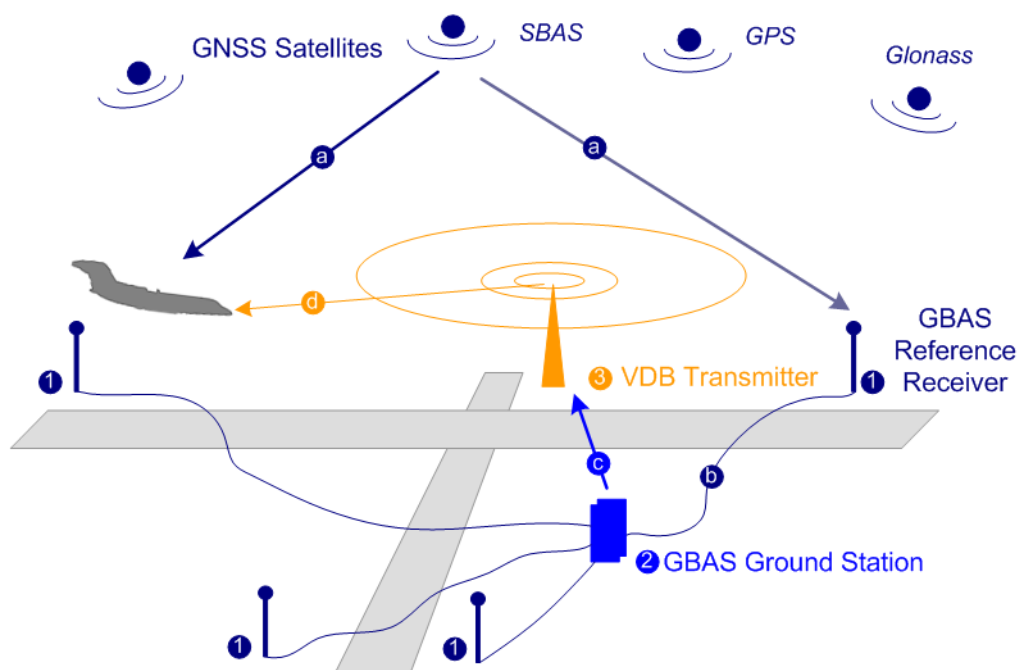 GNSS Satellites
SBAS
GPS
Glonass
a
a
d
GBAS
Reference
Receiver
1
3 VDB Transmitter
1
c
b
2 GBAS Ground Station
1
1